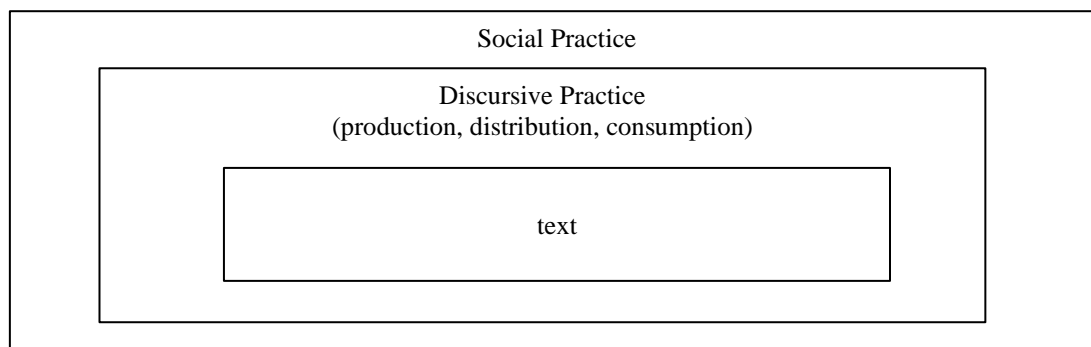 Social Practice
Discursive Practice
(production, distribution, consumption)
text